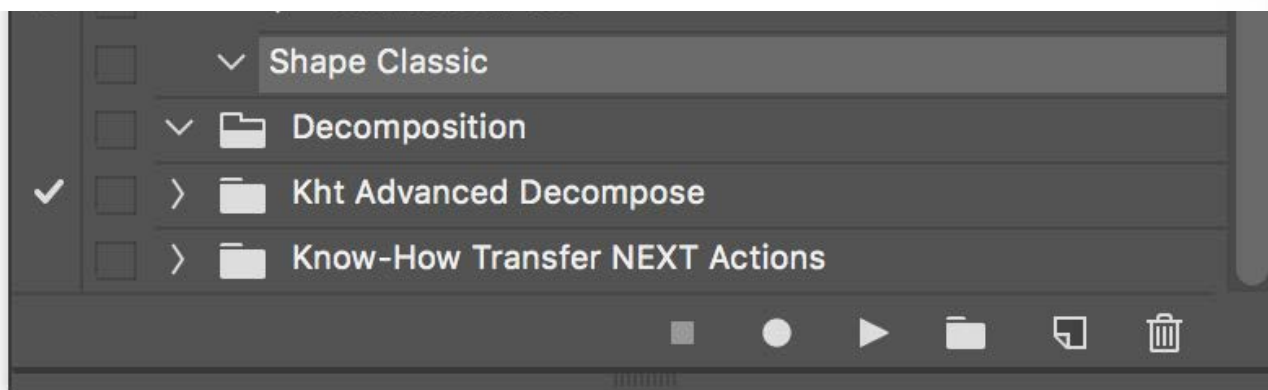 Shape Classic
Decomposition
Kht Advanced Decompose
Know-How Transfer NEXT Actions